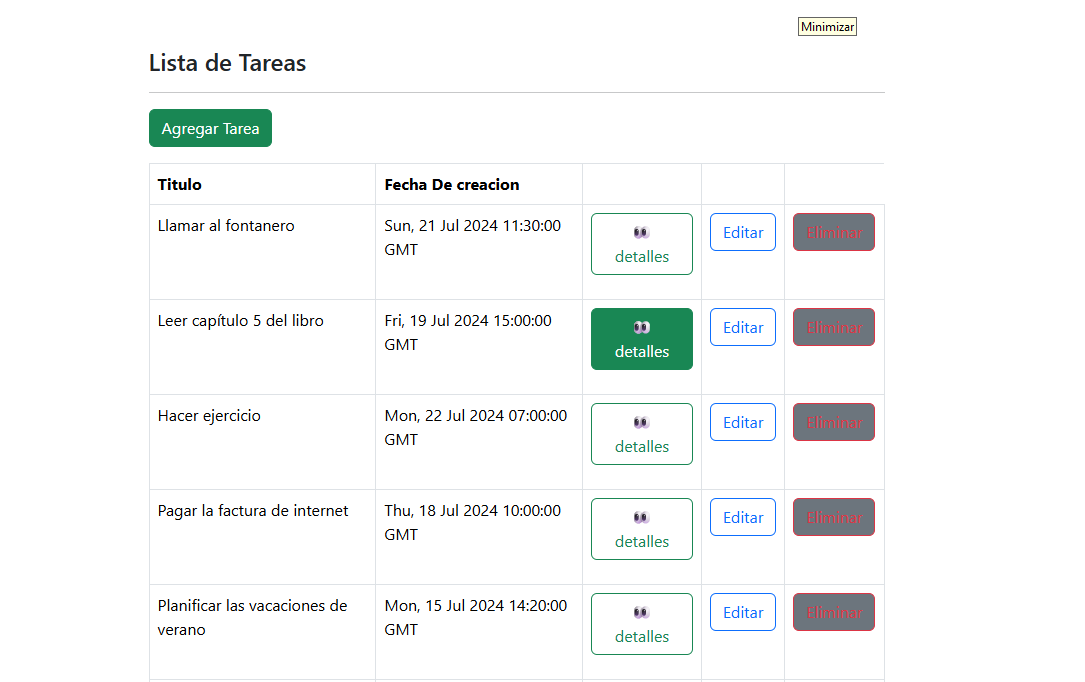 Minimizar
Lista de Tareas
Agregar Tarea
Titulo Fecha De creacion
Llamar al fontanero Sun, 21 Jul 2024 11:30:00 GMT detalles Editar Eliminar
Leer capítulo 5 del libro Fri, 19 Jul 2024 15:00:00 GMT detalles Editar Eliminar
Hacer ejercicio Mon, 22 Jul 2024 07:00:00 GMT detalles Editar Eliminar
Pagar la factura de internet Thu, 18 Jul 2024 10:00:00 GMT detalles Editar Eliminar
Planificar las vacaciones de verano Mon, 15 Jul 2024 14:20:00 GMT detalles Editar Eliminar